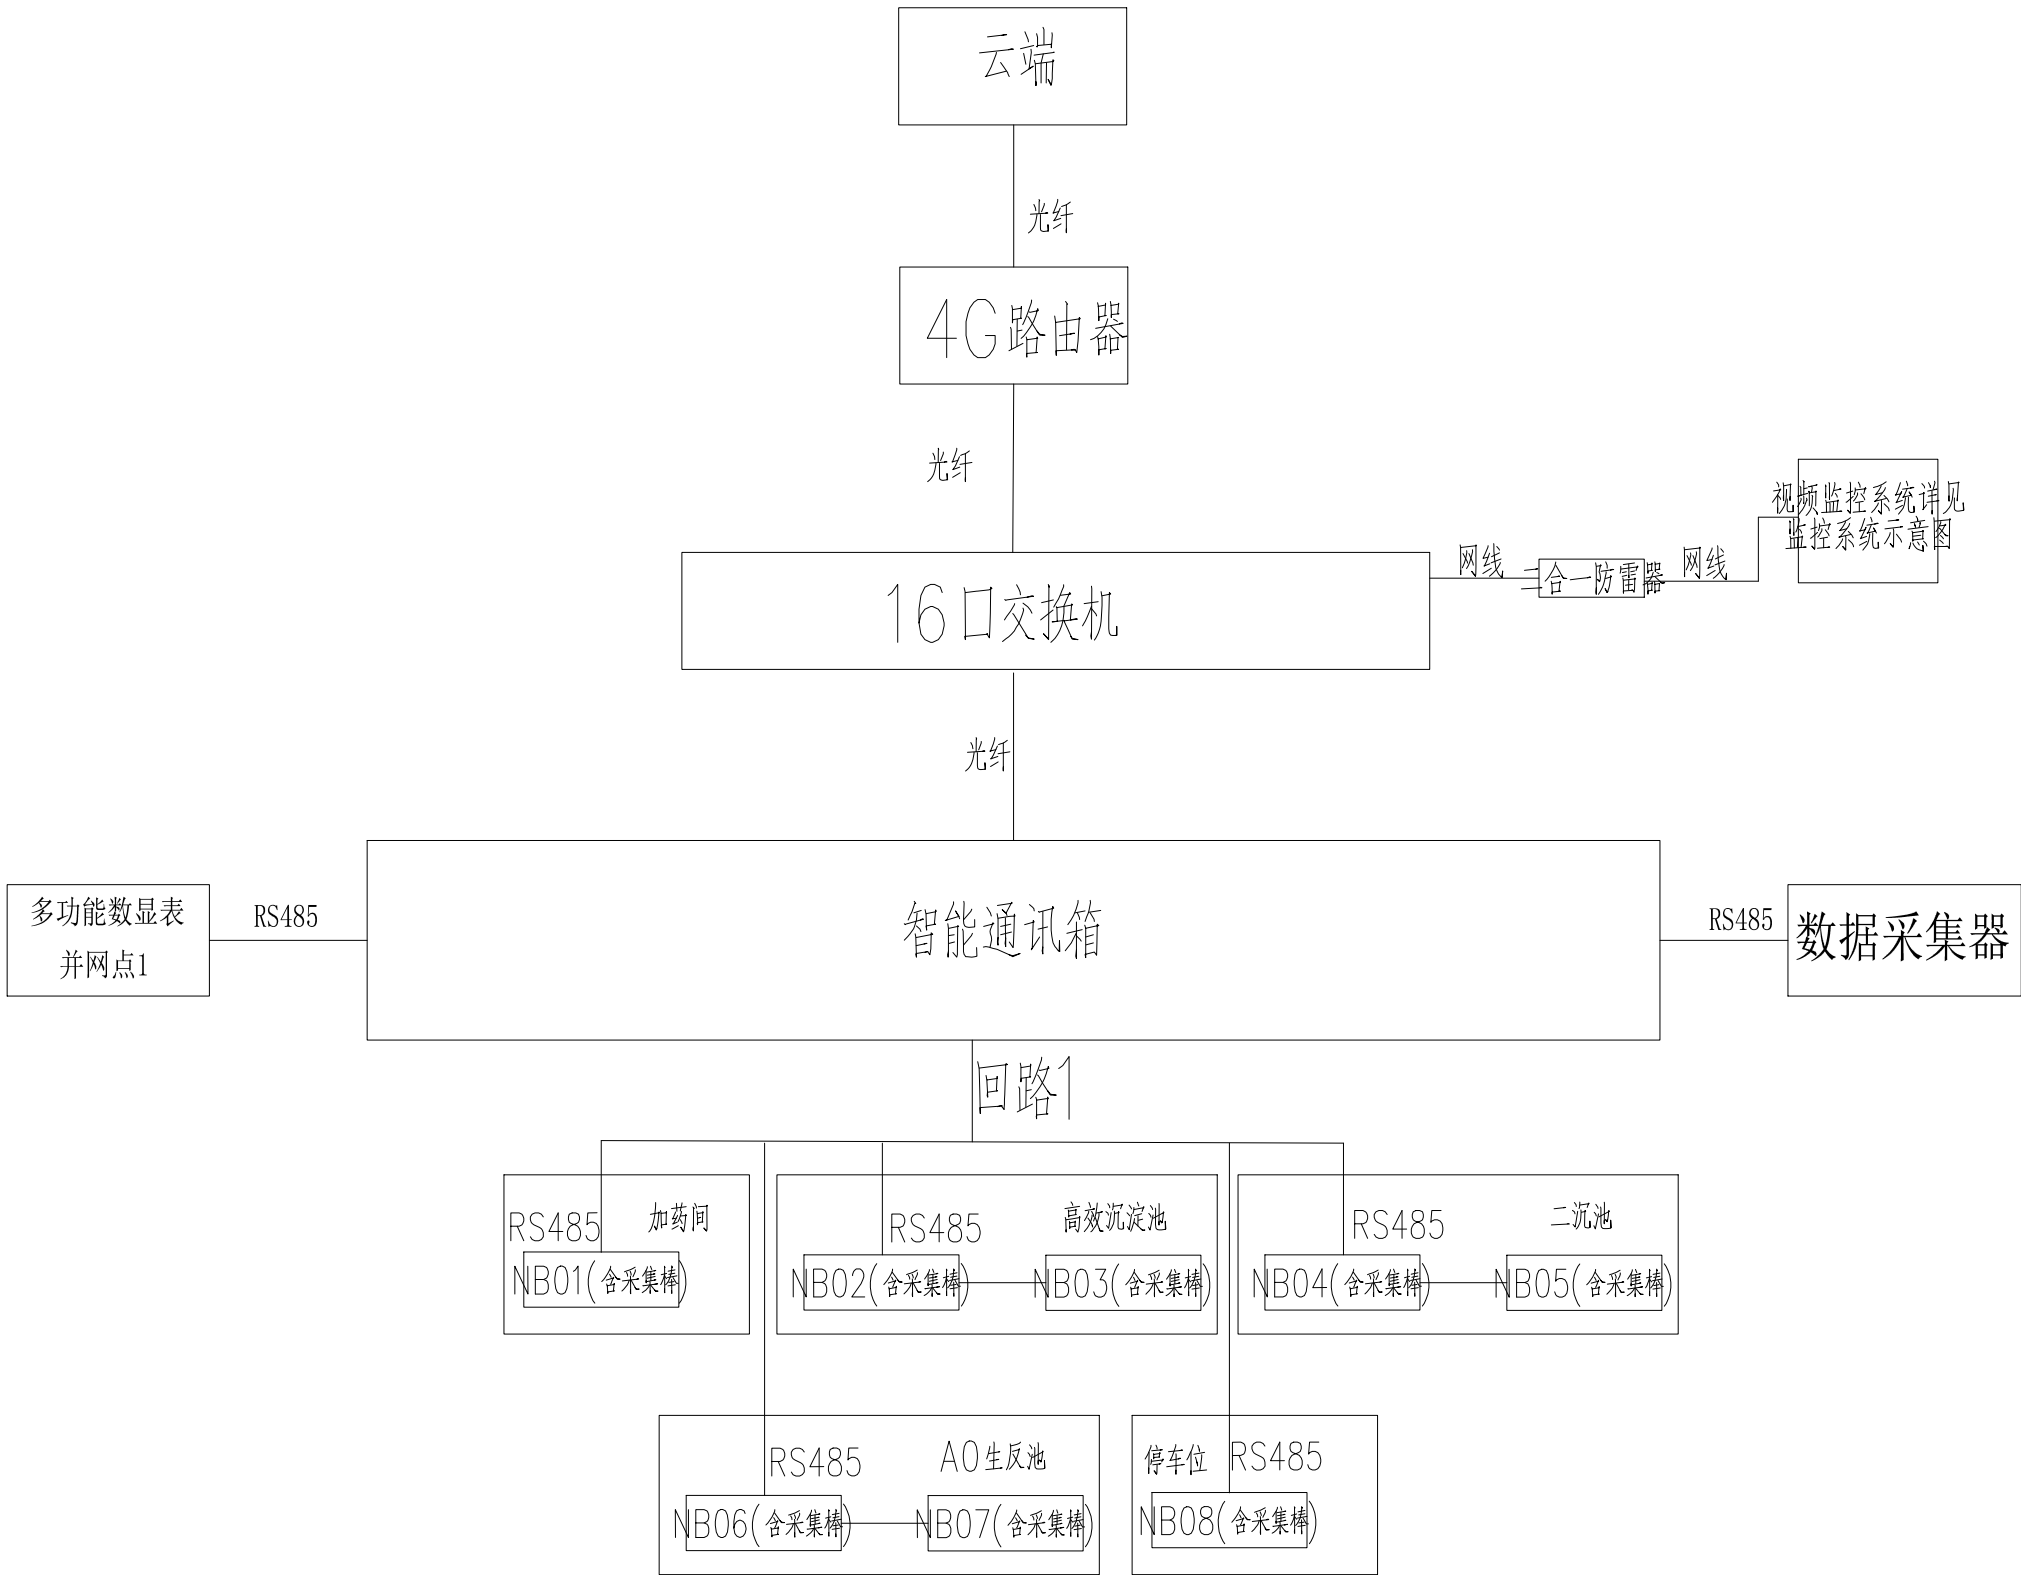 云端
光纤
4G路由器
光纤
视频监控系统详见
监控系统示意图
网线
二合一防雷器
网线
16口交换机
光纤
多功能数显表
并网点1
RS485
智能通讯箱
RS485
数据采集器
回路1
RS485
加药间
NB01(含采集棒)
RS485
高效沉淀池
NB02(含采集棒)
NB03(含采集棒)
RS485
二沉池
NB04(含采集棒)
NB05(含采集棒)
RS485
AO生反池
NB06(含采集棒)
NB07(含采集棒)
停车位
RS485
NB08(含采集棒)